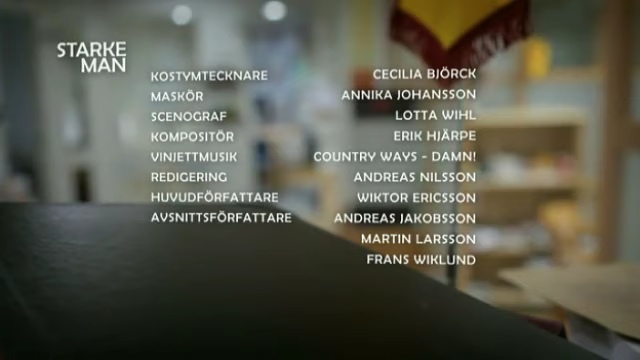 STARKE
MAN
KOSTYMTECKNARE CECILIA BJÖRCK
MASKÖR ANNIKA JOHANSSON
SCENOGRAF LOTTA WIHL
KOMPOSITÖR ERIK HJÄRPE
VINJETTMUSIK COUNTRY WAYS - DAMN!
REDIGERING ANDREAS NILSSON
HUVUDFÖRFATTARE WIKTOR ERICSSON
AVSNITTSFÖRFATTARE ANDREAS JAKOBSSON
MARTIN LARSSON
FRANS WIKLUND